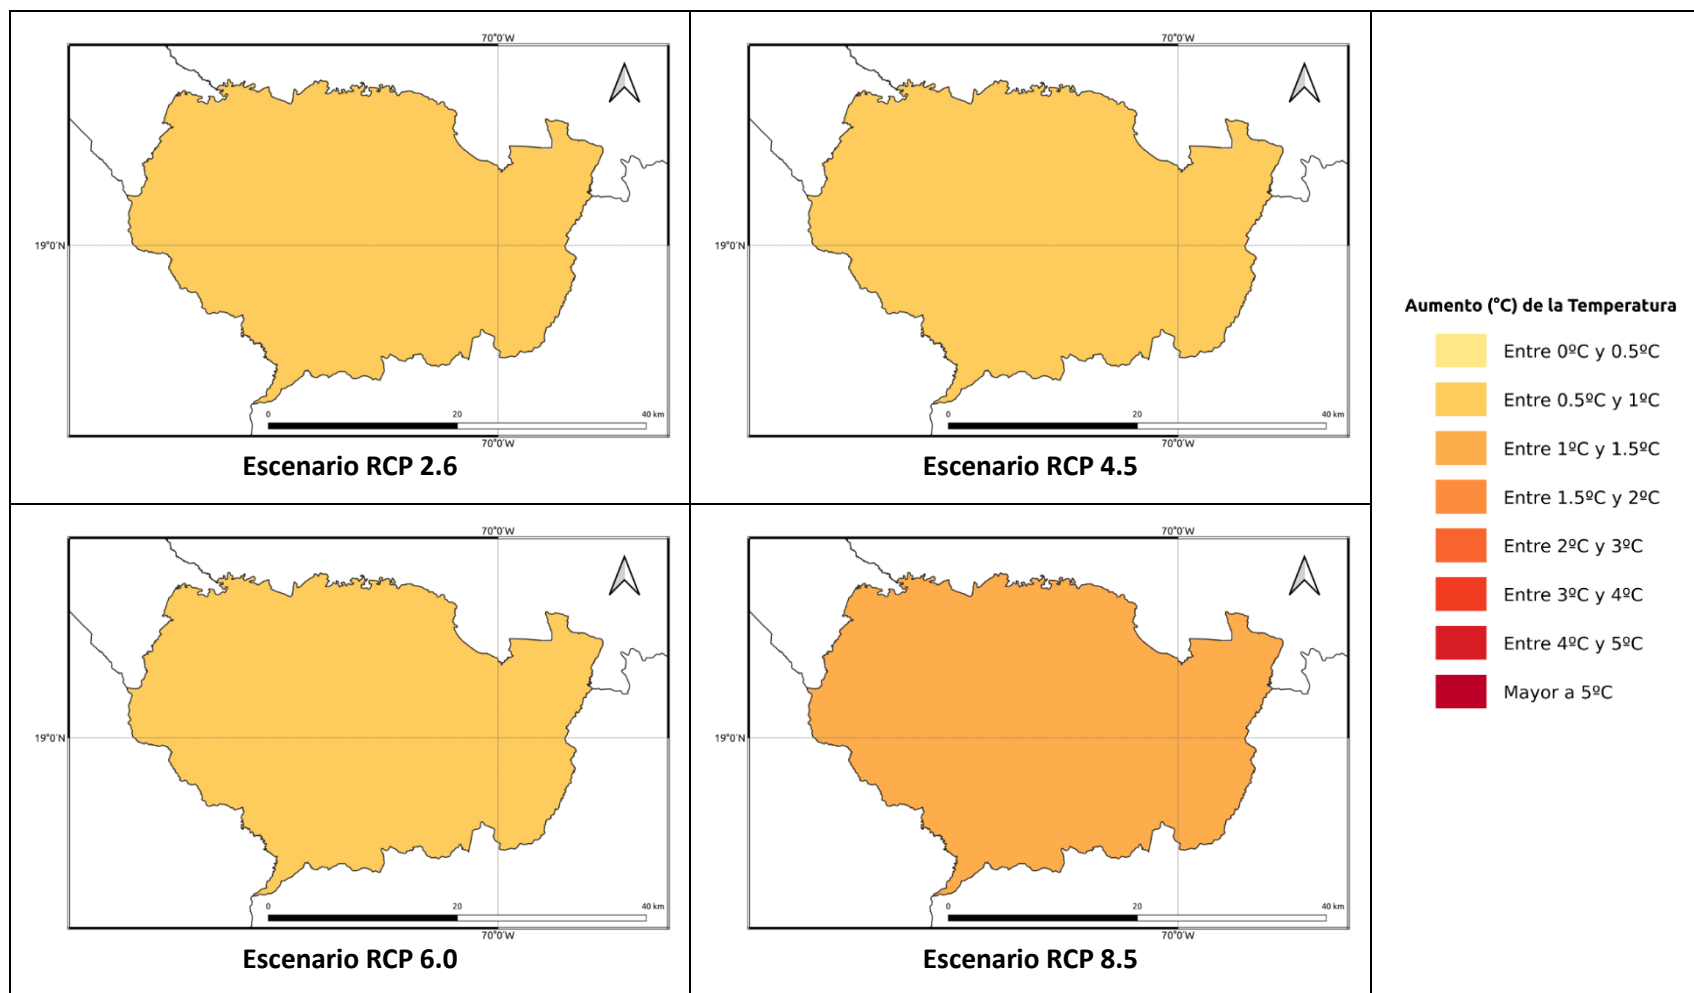 70°0'W
19°0'N
0 20 40 km
70°0'W
Escenario RCP 2.6
70°0'W
0 20 40 km
70°0'W
Escenario RCP 4.5
70°0'W
19°0'N
0 20 40 km
70°0'W
Escenario RCP 6.0
70°0'W
19°0'N
0 20 40 km
70°0'W
Escenario RCP 8.5
Aumento (°C) de la Temperatura
Entre 0ºC y 0.5ºC
Entre 0.5ºC y 1ºC
Entre 1ºC y 1.5ºC
Entre 1.5ºC y 2ºC
Entre 2ºC y 3ºC
Entre 3ºC y 4ºC
Entre 4ºC y 5ºC
Mayor a 5ºC